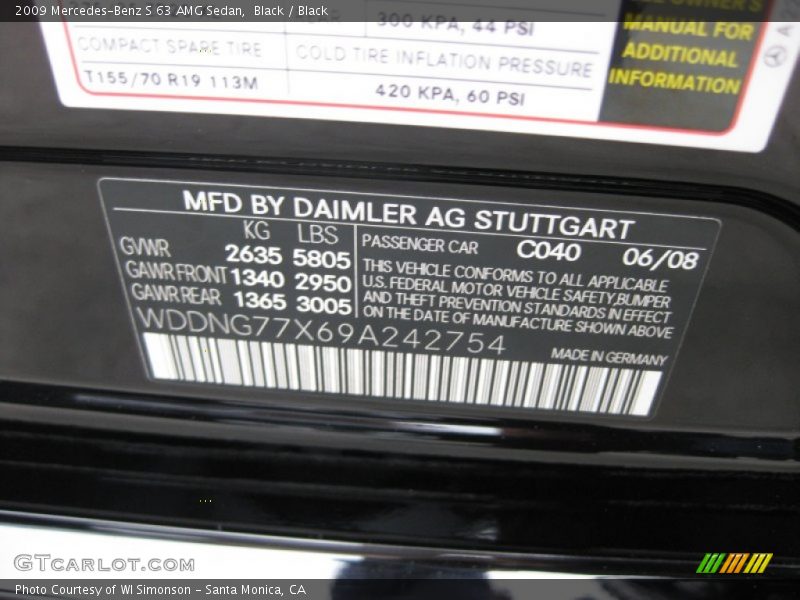 2009 Mercedes-Benz S 63 AMG Sedan, Black / Black
300 KPA, 44 PSI
MANUAL FOR
COMPACT SPARE TIRE COLD TIRE INFLATION PRESSURE ADDITIONAL
T155/70 R19 113M 420 KPA, 60 PSI INFORMATION
MFD BY DAIMLER AG STUTTGART
KG LBS PASSENGER CAR C040 06/08
GVWR 2635 5805
GAWR FRONT 1340 2950
GAWR REAR 1365 3005
THIS VEHICLE CONFORMS TO ALL APPLICABLE
U.S. FEDERAL MOTOR VEHICLE SAFETY, BUMPER
AND THEFT PREVENTION STANDARDS IN EFFECT
ON THE DATE OF MANUFACTURE SHOWN ABOVE
WDDNG77X69A242754
MADE IN GERMANY
GTCARLOT.COM
Photo Courtesy of WI Simonson - Santa Monica, CA